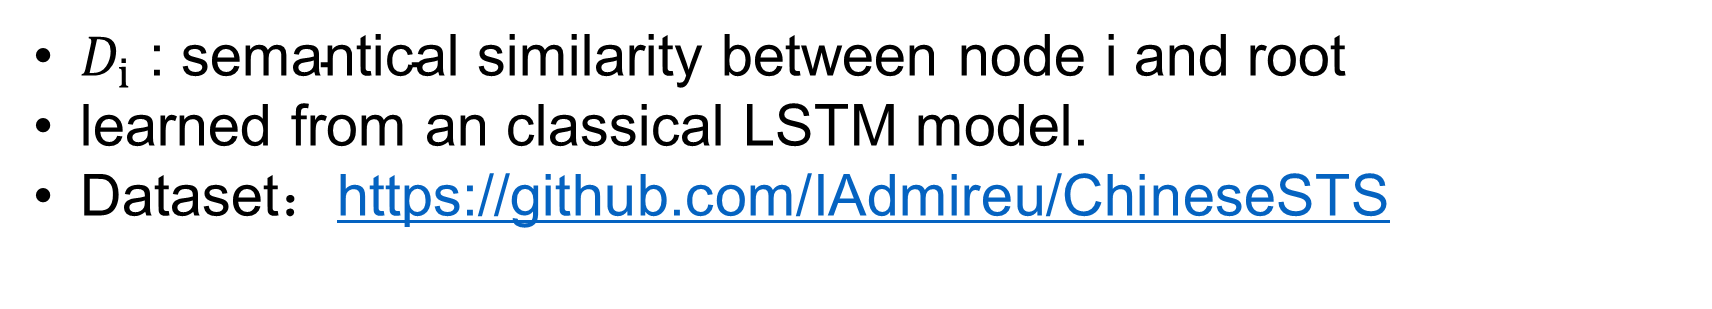 • Dᵢ : semantical similarity between node i and root
• learned from an classical LSTM model.
• Dataset：https://github.com/IAdmireu/ChineseSTS